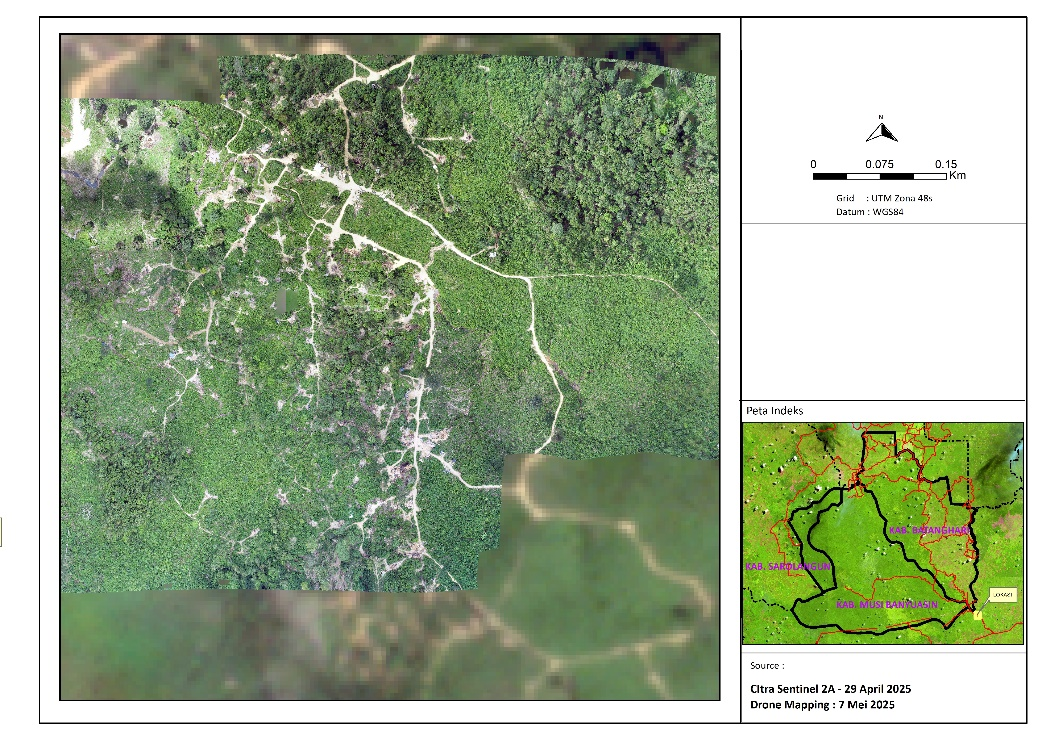 N
0 0.075 0.15
Km
Grid : UTM Zona 48s
Datum : WGS84
Peta Indeks
KAB. BATANGHARI
KAB. SAROLANGUN
KAB. MUSI BANYUASIN
LOKASI
Source :
CItra Sentinel 2A - 29 April 2025
Drone Mapping : 7 Mei 2025